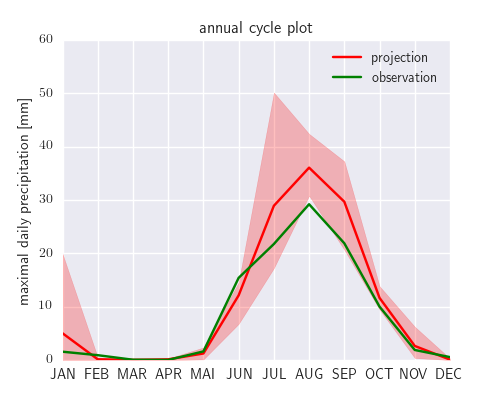 annual cycle plot
60
50
40
30
20
10
0
maximal daily precipitation [mm]
projection
observation
JAN FEB MAR APR MAI JUN JUL AUG SEP OCT NOV DEC